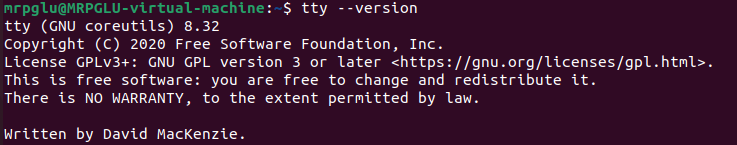 mrpglu@MRPGLU-virtual-machine:~$ tty --version
tty (GNU coreutils) 8.32
Copyright (C) 2020 Free Software Foundation, Inc.
License GPLv3+: GNU GPL version 3 or later <https://gnu.org/licenses/gpl.html>.
This is free software: you are free to change and redistribute it.
There is NO WARRANTY, to the extent permitted by law.

Written by David MacKenzie.